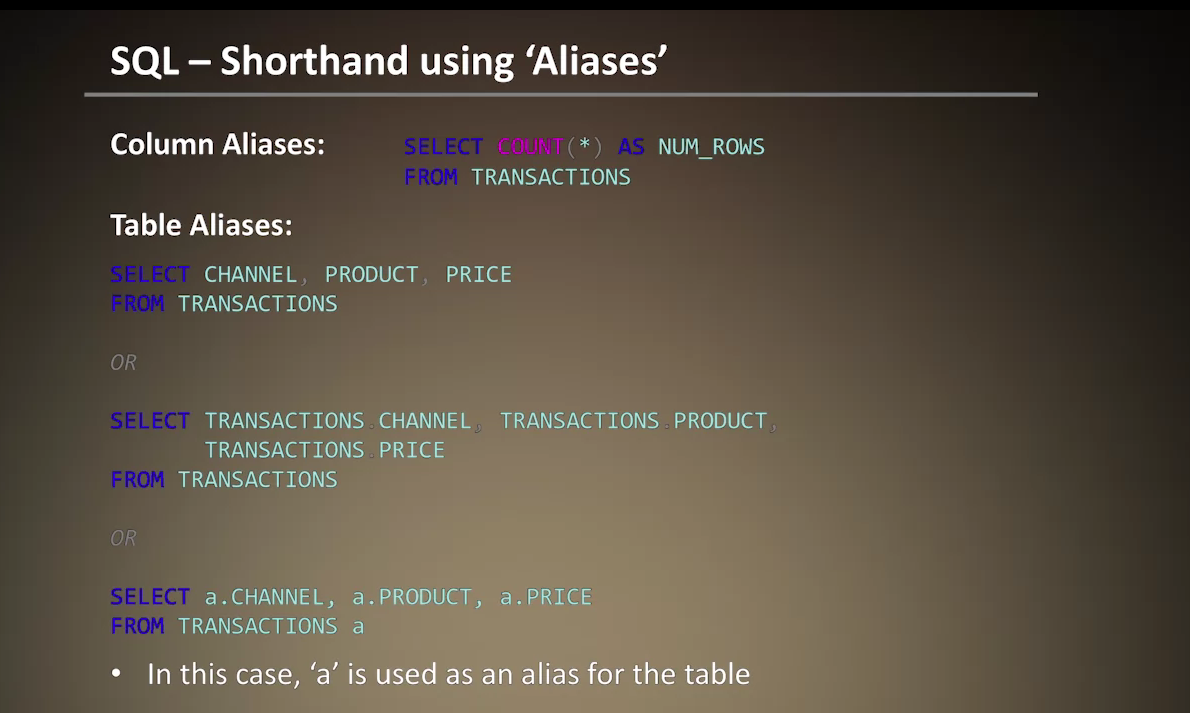 SQL – Shorthand using ‘Aliases’
Column Aliases:
SELECT COUNT(*) AS NUM_ROWS
FROM TRANSACTIONS
Table Aliases:
SELECT CHANNEL, PRODUCT, PRICE
FROM TRANSACTIONS
OR
SELECT TRANSACTIONS.CHANNEL, TRANSACTIONS.PRODUCT,
TRANSACTIONS.PRICE
FROM TRANSACTIONS
OR
SELECT a.CHANNEL, a.PRODUCT, a.PRICE
FROM TRANSACTIONS a
• In this case, ‘a’ is used as an alias for the table